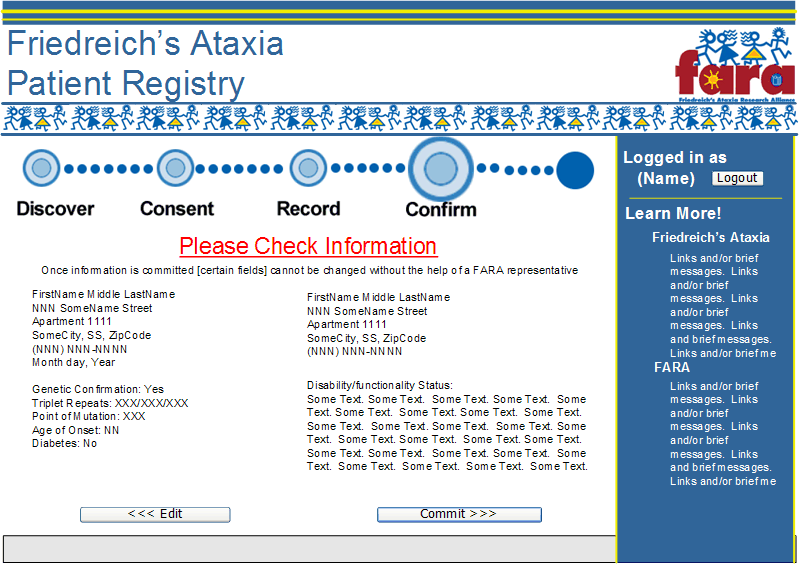 Friedreich's Ataxia
Patient Registry
fara
Friedreich's Ataxia Research Alliance
Discover
Consent
Record
Confirm
Please Check Information
Once information is committed [certain fields] cannot be changed without the help of a FARA representative
FirstName Middle LastName
NNN SomeName Street
Apartment 1111
SomeCity, SS, ZipCode
(NNN) NNN-NNNN
Month day, Year
Genetic Confirmation: Yes
Triplet Repeats: XXX/XXX/XXX
Point of Mutation: XXX
Age of Onset: NN
Diabetes: No
FirstName Middle LastName
NNN SomeName Street
Apartment 1111
SomeCity, SS, ZipCode
(NNN) NNN-NNNN
Disability/functionality Status:
Some Text. Some Text.  Some Text. Some Text.  Some
Text. Some Text. Some Text.  Some Text.  Some Text.
Some Text.  Some Text. Some Text.  Some Text. Some
Text.  Some Text. Some Text.  Some Text. Some Text.
Some Text. Some Text.  Some Text. Some Text.  Some
Text.  Some Text.  Some Text.  Some Text.  Some Text.
<<< Edit
Commit >>>
Logged in as
(Name)
Logout
Learn More!
Friedreich's Ataxia
Links and/or brief
messages.  Links
and/or brief
messages.  Links
and/or brief
messages.  Links
and brief messages.
Links and/or brief me
FARA
Links and/or brief
messages.  Links
and/or brief
messages.  Links
and/or brief
messages.  Links
and brief messages.
Links and/or brief me